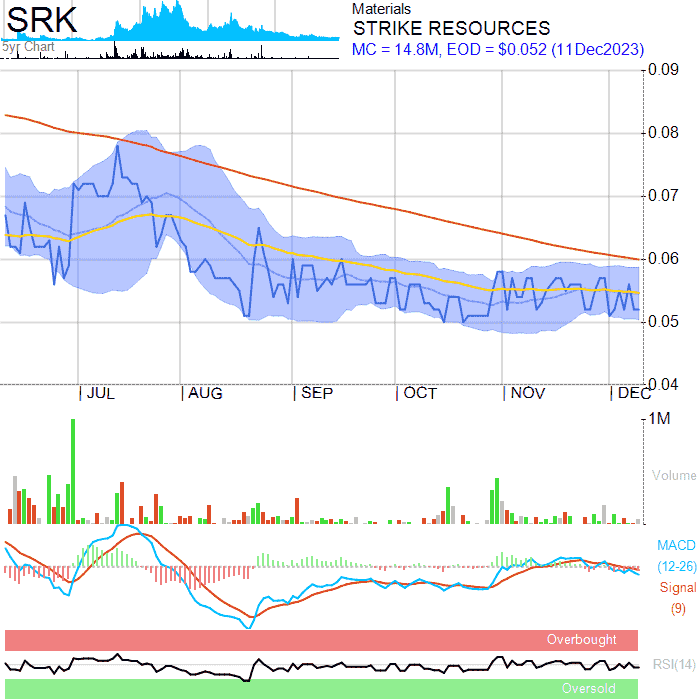 SRK
5yr Chart
Materials
STRIKE RESOURCES
MC = 14.8M, EOD = $0.052 (11Dec2023)
0.09
0.08
0.07
0.06
0.05
0.04
JUL AUG SEP OCT NOV DEC
1M
Volume
MACD
(12-26)
Signal
(9)
Overbought
RSI(14)
Oversold